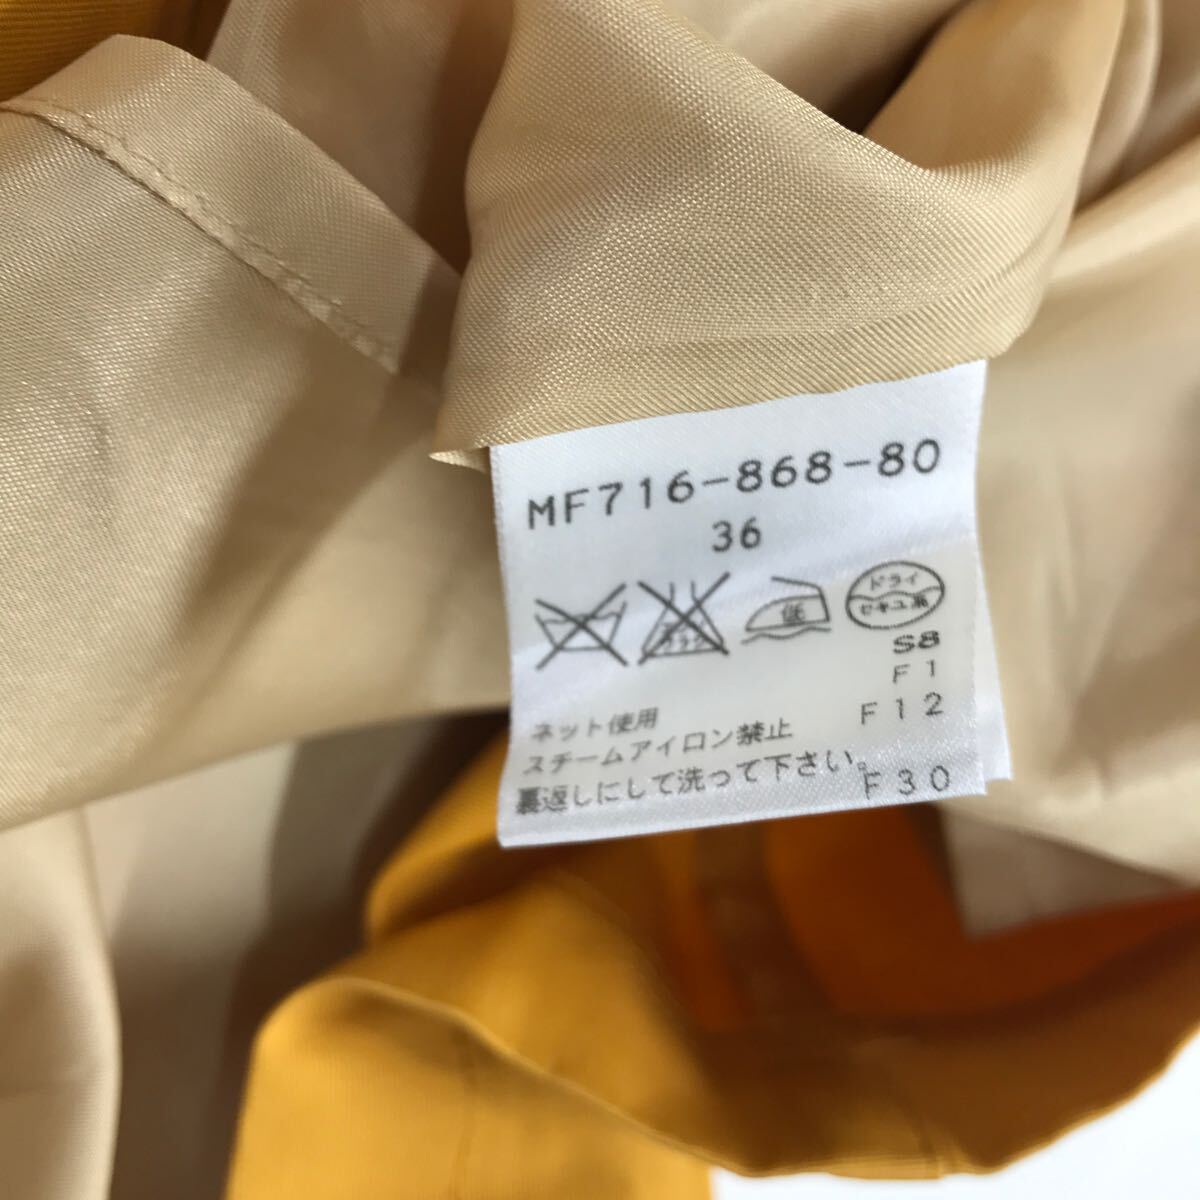 MF716-868-80
36
低
ドライ
セキユ系
S8
F1
F12
ネット使用
スチームアイロン禁止
裏返しにして洗って下さい。
F30